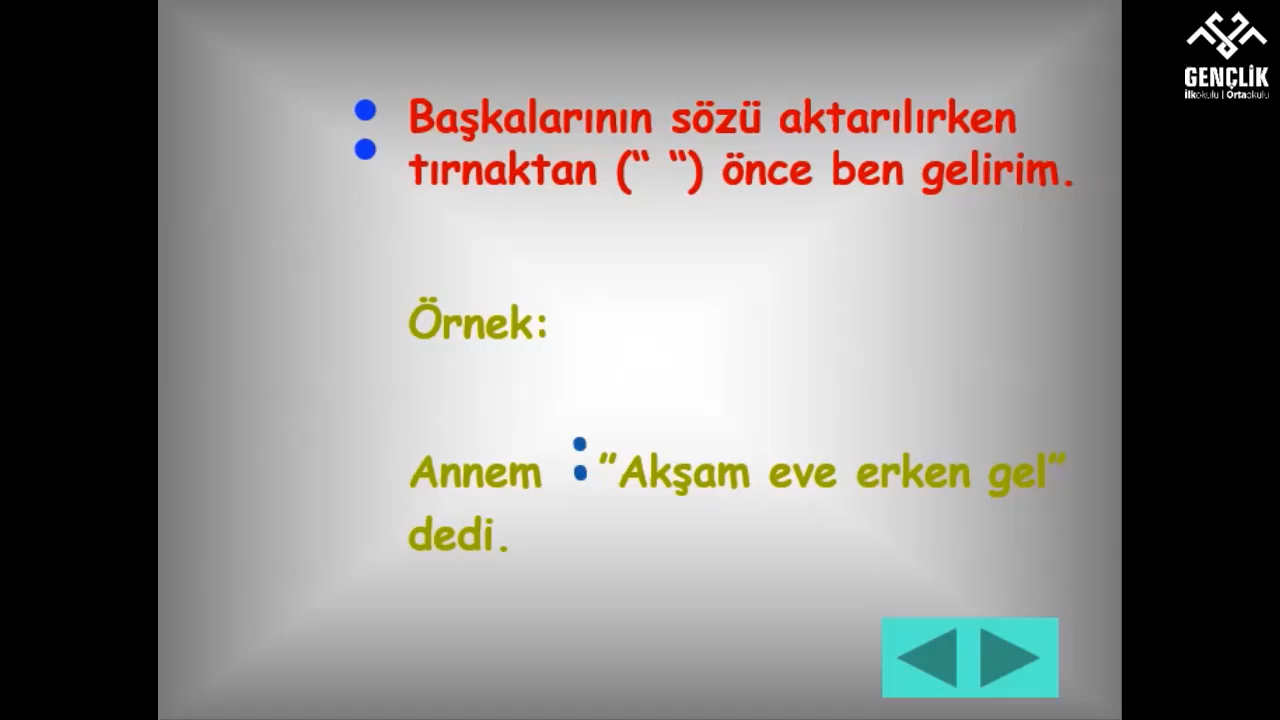 GENÇLİK
İlkokulu | Ortaokulu
: Başkalarının sözü aktarılırken
tırnaktan (“ “) önce ben gelirim.
Örnek:
Annem :”Akşam eve erken gel”
dedi.